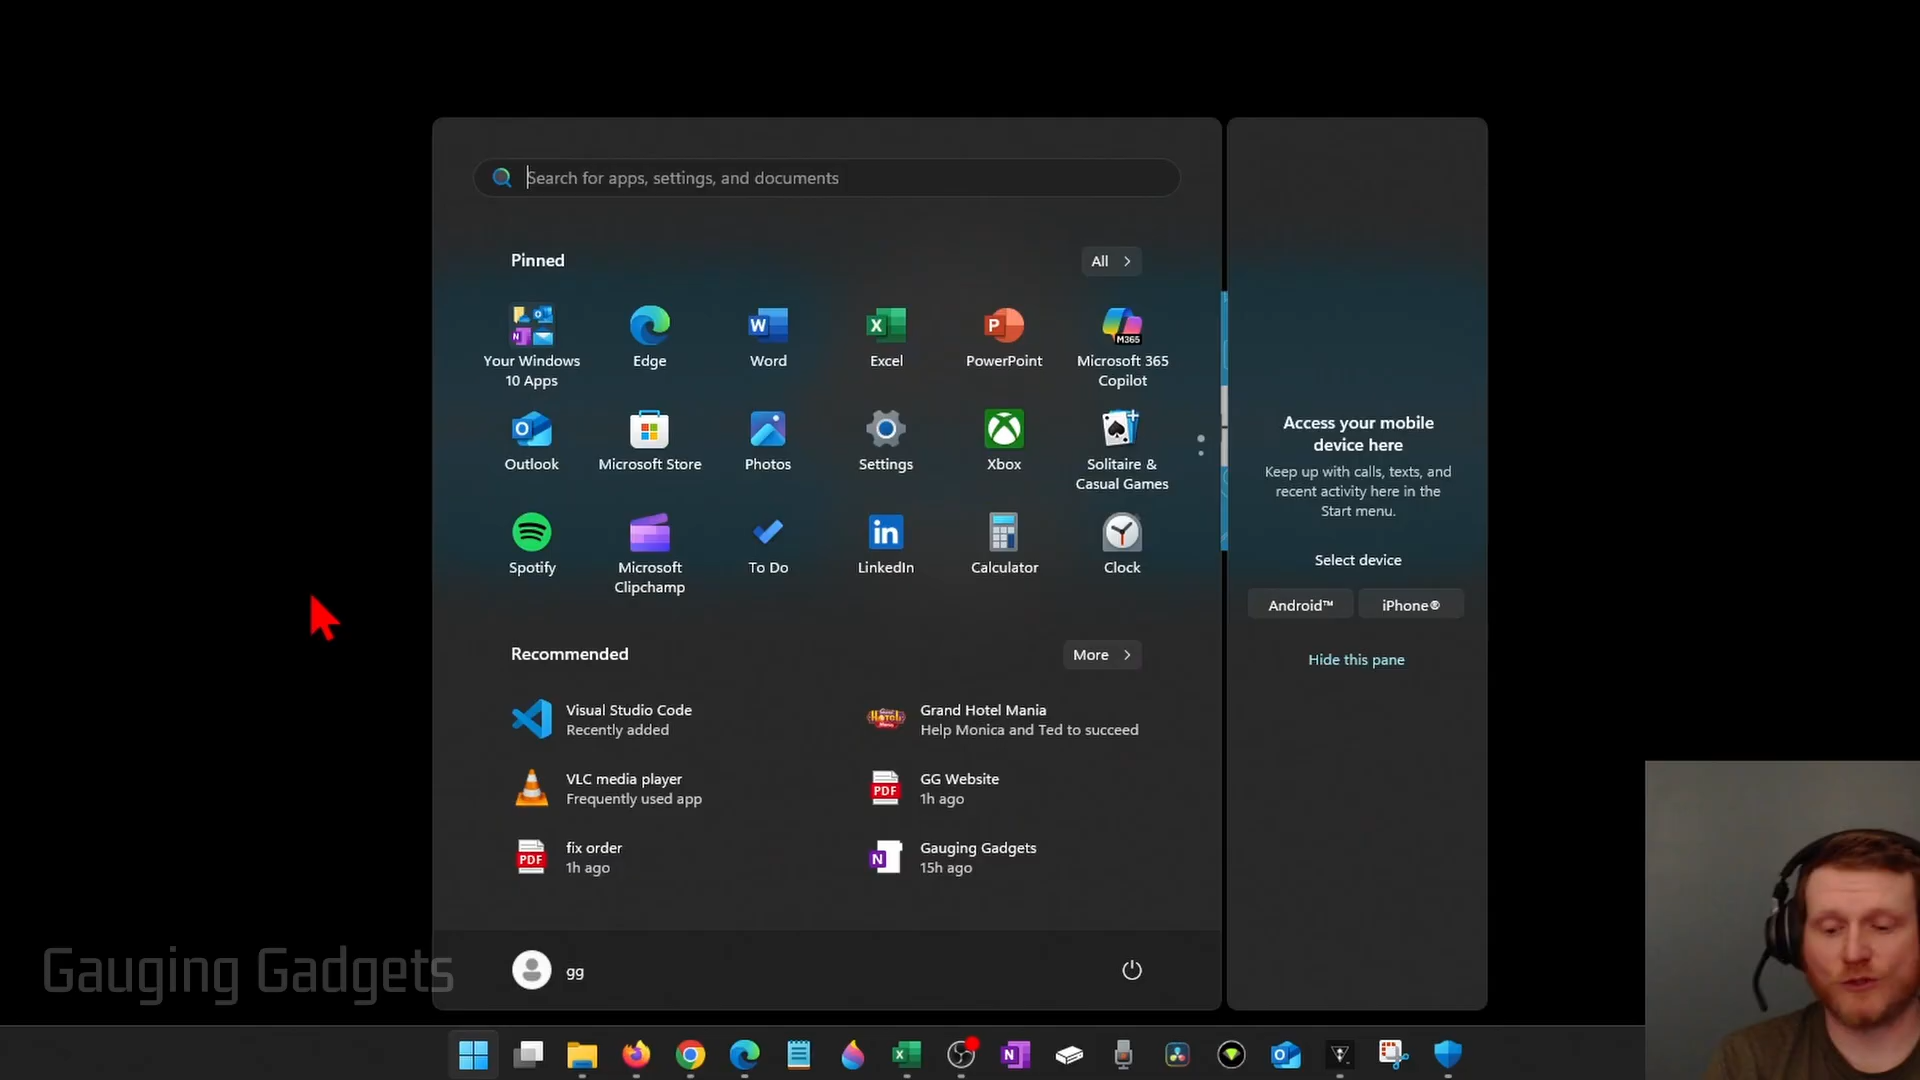 Search for apps, settings, and documents
Pinned
All
Your Windows
10 Apps
Edge
Word
Excel
PowerPoint
M365
Microsoft 365
Copilot
Outlook
Microsoft Store
Photos
Settings
Xbox
Solitaire &
Casual Games
Spotify
Microsoft
Clipchamp
To Do
LinkedIn
Calculator
Clock
Recommended
More
Visual Studio Code
Recently added
Grand Hotel Mania
Help Monica and Ted to succeed
VLC media player
Frequently used app
PDF
GG Website
1h ago
PDF
fix order
1h ago
N
Gauging Gadgets
15h ago
gg
Access your mobile
device here
Keep up with calls, texts, and
recent activity here in the
Start menu.
Select device
Android™
iPhone®
Hide this pane
Gauging Gadgets